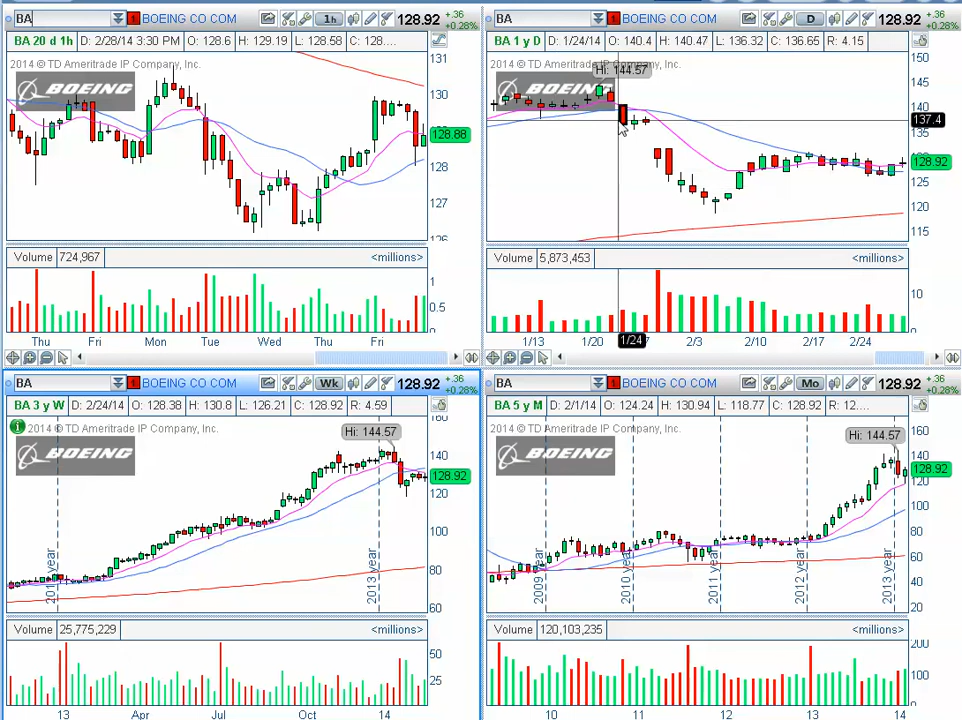 BA BOEING CO COM 1h 128.92 +.36 +0.28%
BA 20 d 1h D: 2/28/14 3:30 PM O: 128.6 H: 129.19 L: 128.58 C: 128....
2014 © TD Ameritrade IP Company, Inc.
BOEING
131
130
128.88
128
127
126
Volume 724,967 <millions>
1
0.5
0
Thu Fri Mon Tue Wed Thu Fri
BA BOEING CO COM D 128.92 +.36 +0.28%
BA 1 y D D: 1/24/14 O: 140.4 H: 140.47 L: 136.32 C: 136.65 R: 4.15
2014 © TD Ameritrade IP Company, Inc.
Hi: 144.57
BOEING
150
145
140
137.4
135
128.92
125
120
115
Volume 5,873,453 <millions>
10
0
1/13 1/20 1/24 2/3 2/10 2/17 2/24
BA BOEING CO COM Wk 128.92 +.36 +0.28%
BA 3 y W D: 2/24/14 O: 128.38 H: 130.8 L: 126.21 C: 128.92 R: 4.59
2014 © TD Ameritrade IP Company, Inc.
Hi: 144.57
BOEING
160
140
128.92
120
100
80
60
2013 year
Volume 25,775,229 <millions>
50
25
0
13 Apr Jul Oct 14
BA BOEING CO COM Mo 128.92 +.36 +0.28%
BA 5 y M D: 2/1/14 O: 124.24 H: 130.94 L: 118.77 C: 128.92 R: 12....
2014 © TD Ameritrade IP Company, Inc.
Hi: 144.57
BOEING
160
140
128.92
120
100
80
60
40
20
2009 year 2010 year 2011 year 2012 year 2013 year
Volume 120,103,235 <millions>
200
100
0
10 11 12 13 14